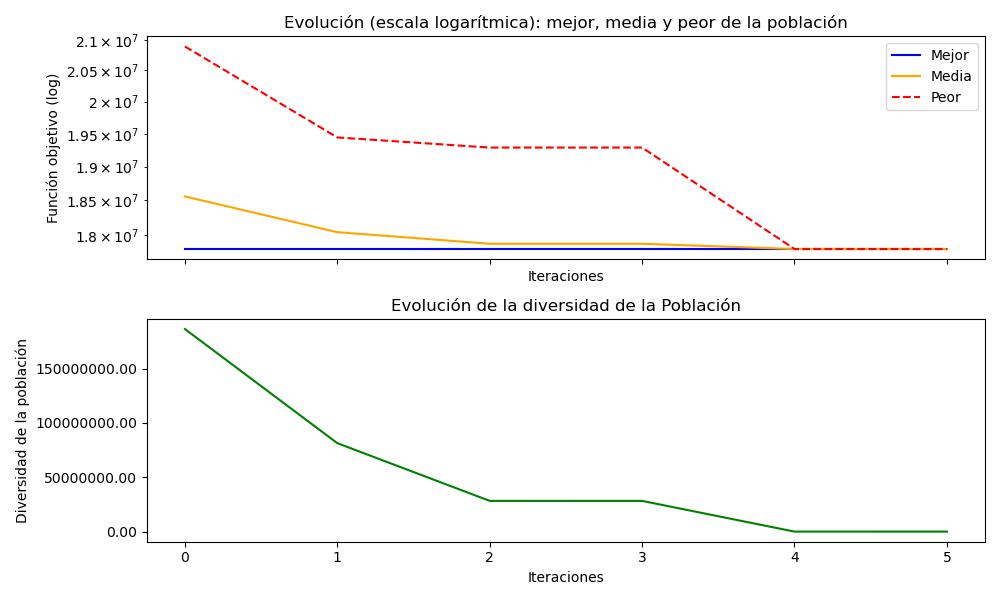 Evolución (escala logarítmica): mejor, media y peor de la población
Función objetivo (log)
2.1 × 10⁷
2.05 × 10⁷
2 × 10⁷
1.95 × 10⁷
1.9 × 10⁷
1.85 × 10⁷
1.8 × 10⁷
Mejor
Media
Peor
Iteraciones
Evolución de la diversidad de la Población
Diversidad de la población
150000000.00
100000000.00
50000000.00
0.00
0 1 2 3 4 5
Iteraciones